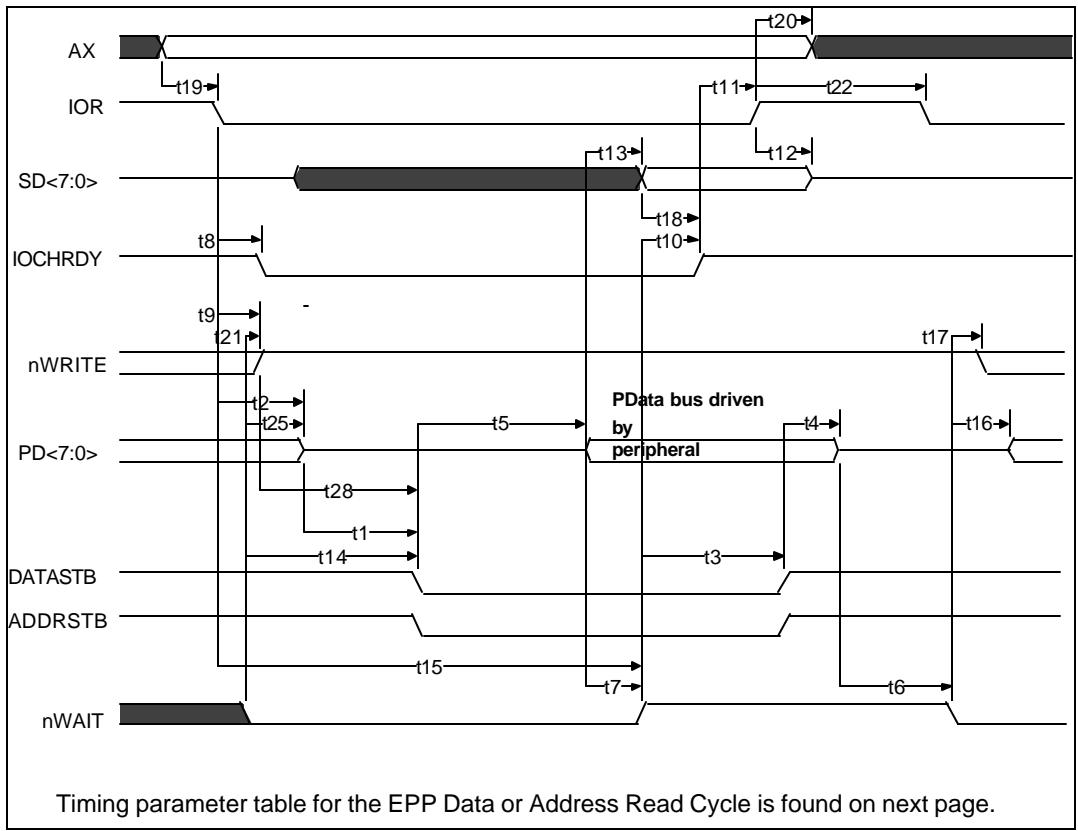 t20
AX
t19
t11
t22
IOR
t13
t12
SD<7:0>
t18
t8
t10
IOCHRDY
t9
-
t21
t17
nWRITE
PData bus driven
t2
t25
t5
by
t4
t16
PD<7:0>
peripheral
t28
t1
t14
t3
DATASTB
ADDRSTB
t15
t7
t6
nWAIT
Timing parameter table for the EPP Data or Address Read Cycle is found on next page.